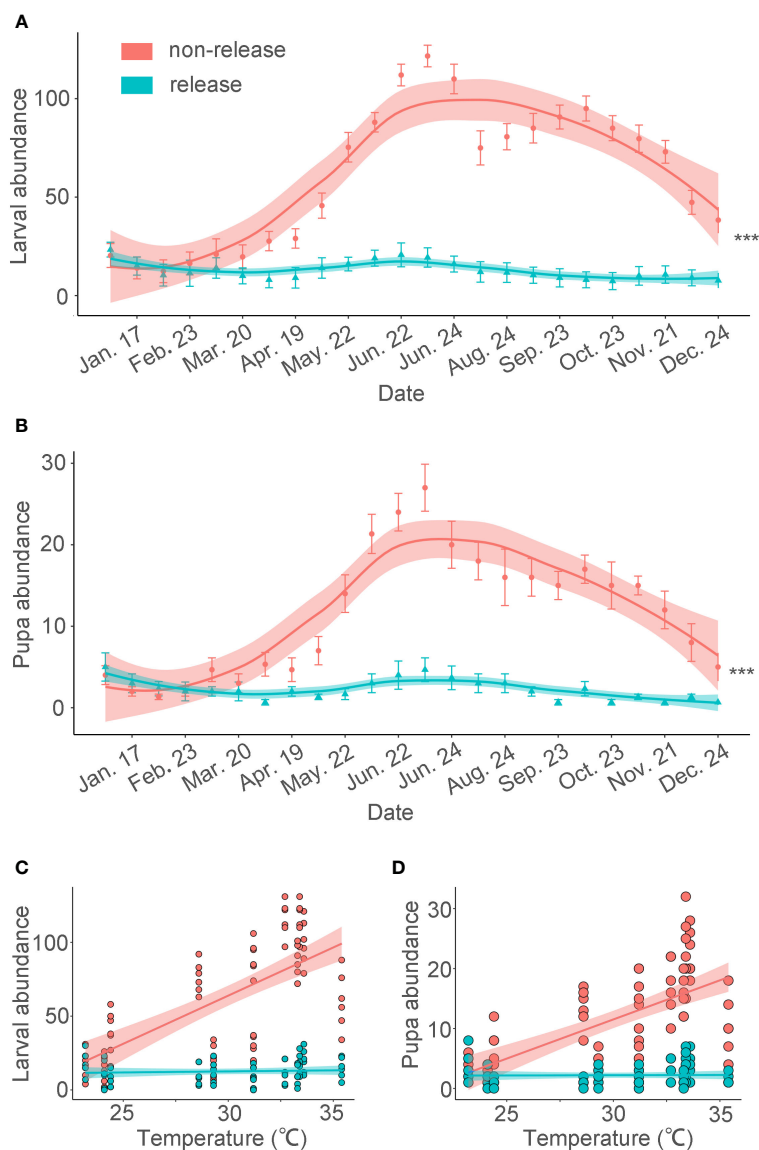 A
non-release
release
Larval abundance
100
50
0
***
Jan. 17
Feb. 23
Mar. 20
Apr. 19
May. 22
Jun. 22
Jun. 24
Aug. 24
Sep. 23
Oct. 23
Nov. 21
Dec. 24
Date
B
Pupa abundance
30
20
10
0
***
Jan. 17
Feb. 23
Mar. 20
Apr. 19
May. 22
Jun. 22
Jun. 24
Aug. 24
Sep. 23
Oct. 23
Nov. 21
Dec. 24
Date
C
Larval abundance
100
50
0
25
30
35
Temperature (℃)
D
Pupa abundance
30
20
10
0
25
30
35
Temperature (℃)